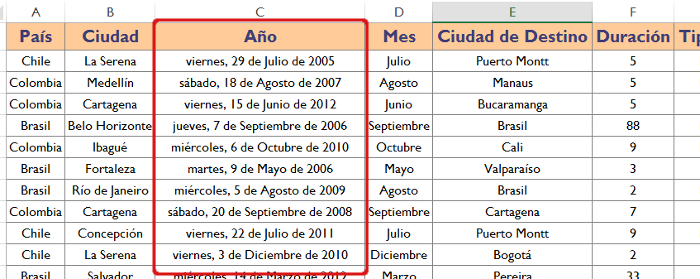 A B C D E F
País Ciudad Año Mes Ciudad de Destino Duración Tip
Chile La Serena viernes, 29 de Julio de 2005 Julio Puerto Montt 5
Colombia Medellín sábado, 18 de Agosto de 2007 Agosto Manaus 5
Colombia Cartagena viernes, 15 de Junio de 2012 Junio Bucaramanga 5
Brasil Belo Horizonte jueves, 7 de Septiembre de 2006 Septiembre Brasil 88
Colombia Ibagué miércoles, 6 de Octubre de 2010 Octubre Cali 9
Brasil Fortaleza martes, 9 de Mayo de 2006 Mayo Valparaíso 3
Brasil Río de Janeiro miércoles, 5 de Agosto de 2009 Agosto Brasil 2
Colombia Cartagena sábado, 20 de Septiembre de 2008 Septiembre Cartagena 7
Chile Concepción viernes, 22 de Julio de 2011 Julio Puerto Montt 9
Chile La Serena viernes, 3 de Diciembre de 2010 Diciembre Bogotá 2
Brasil Salvador miércoles, 14 de Marzo de 2012 Marzo Pereira 33